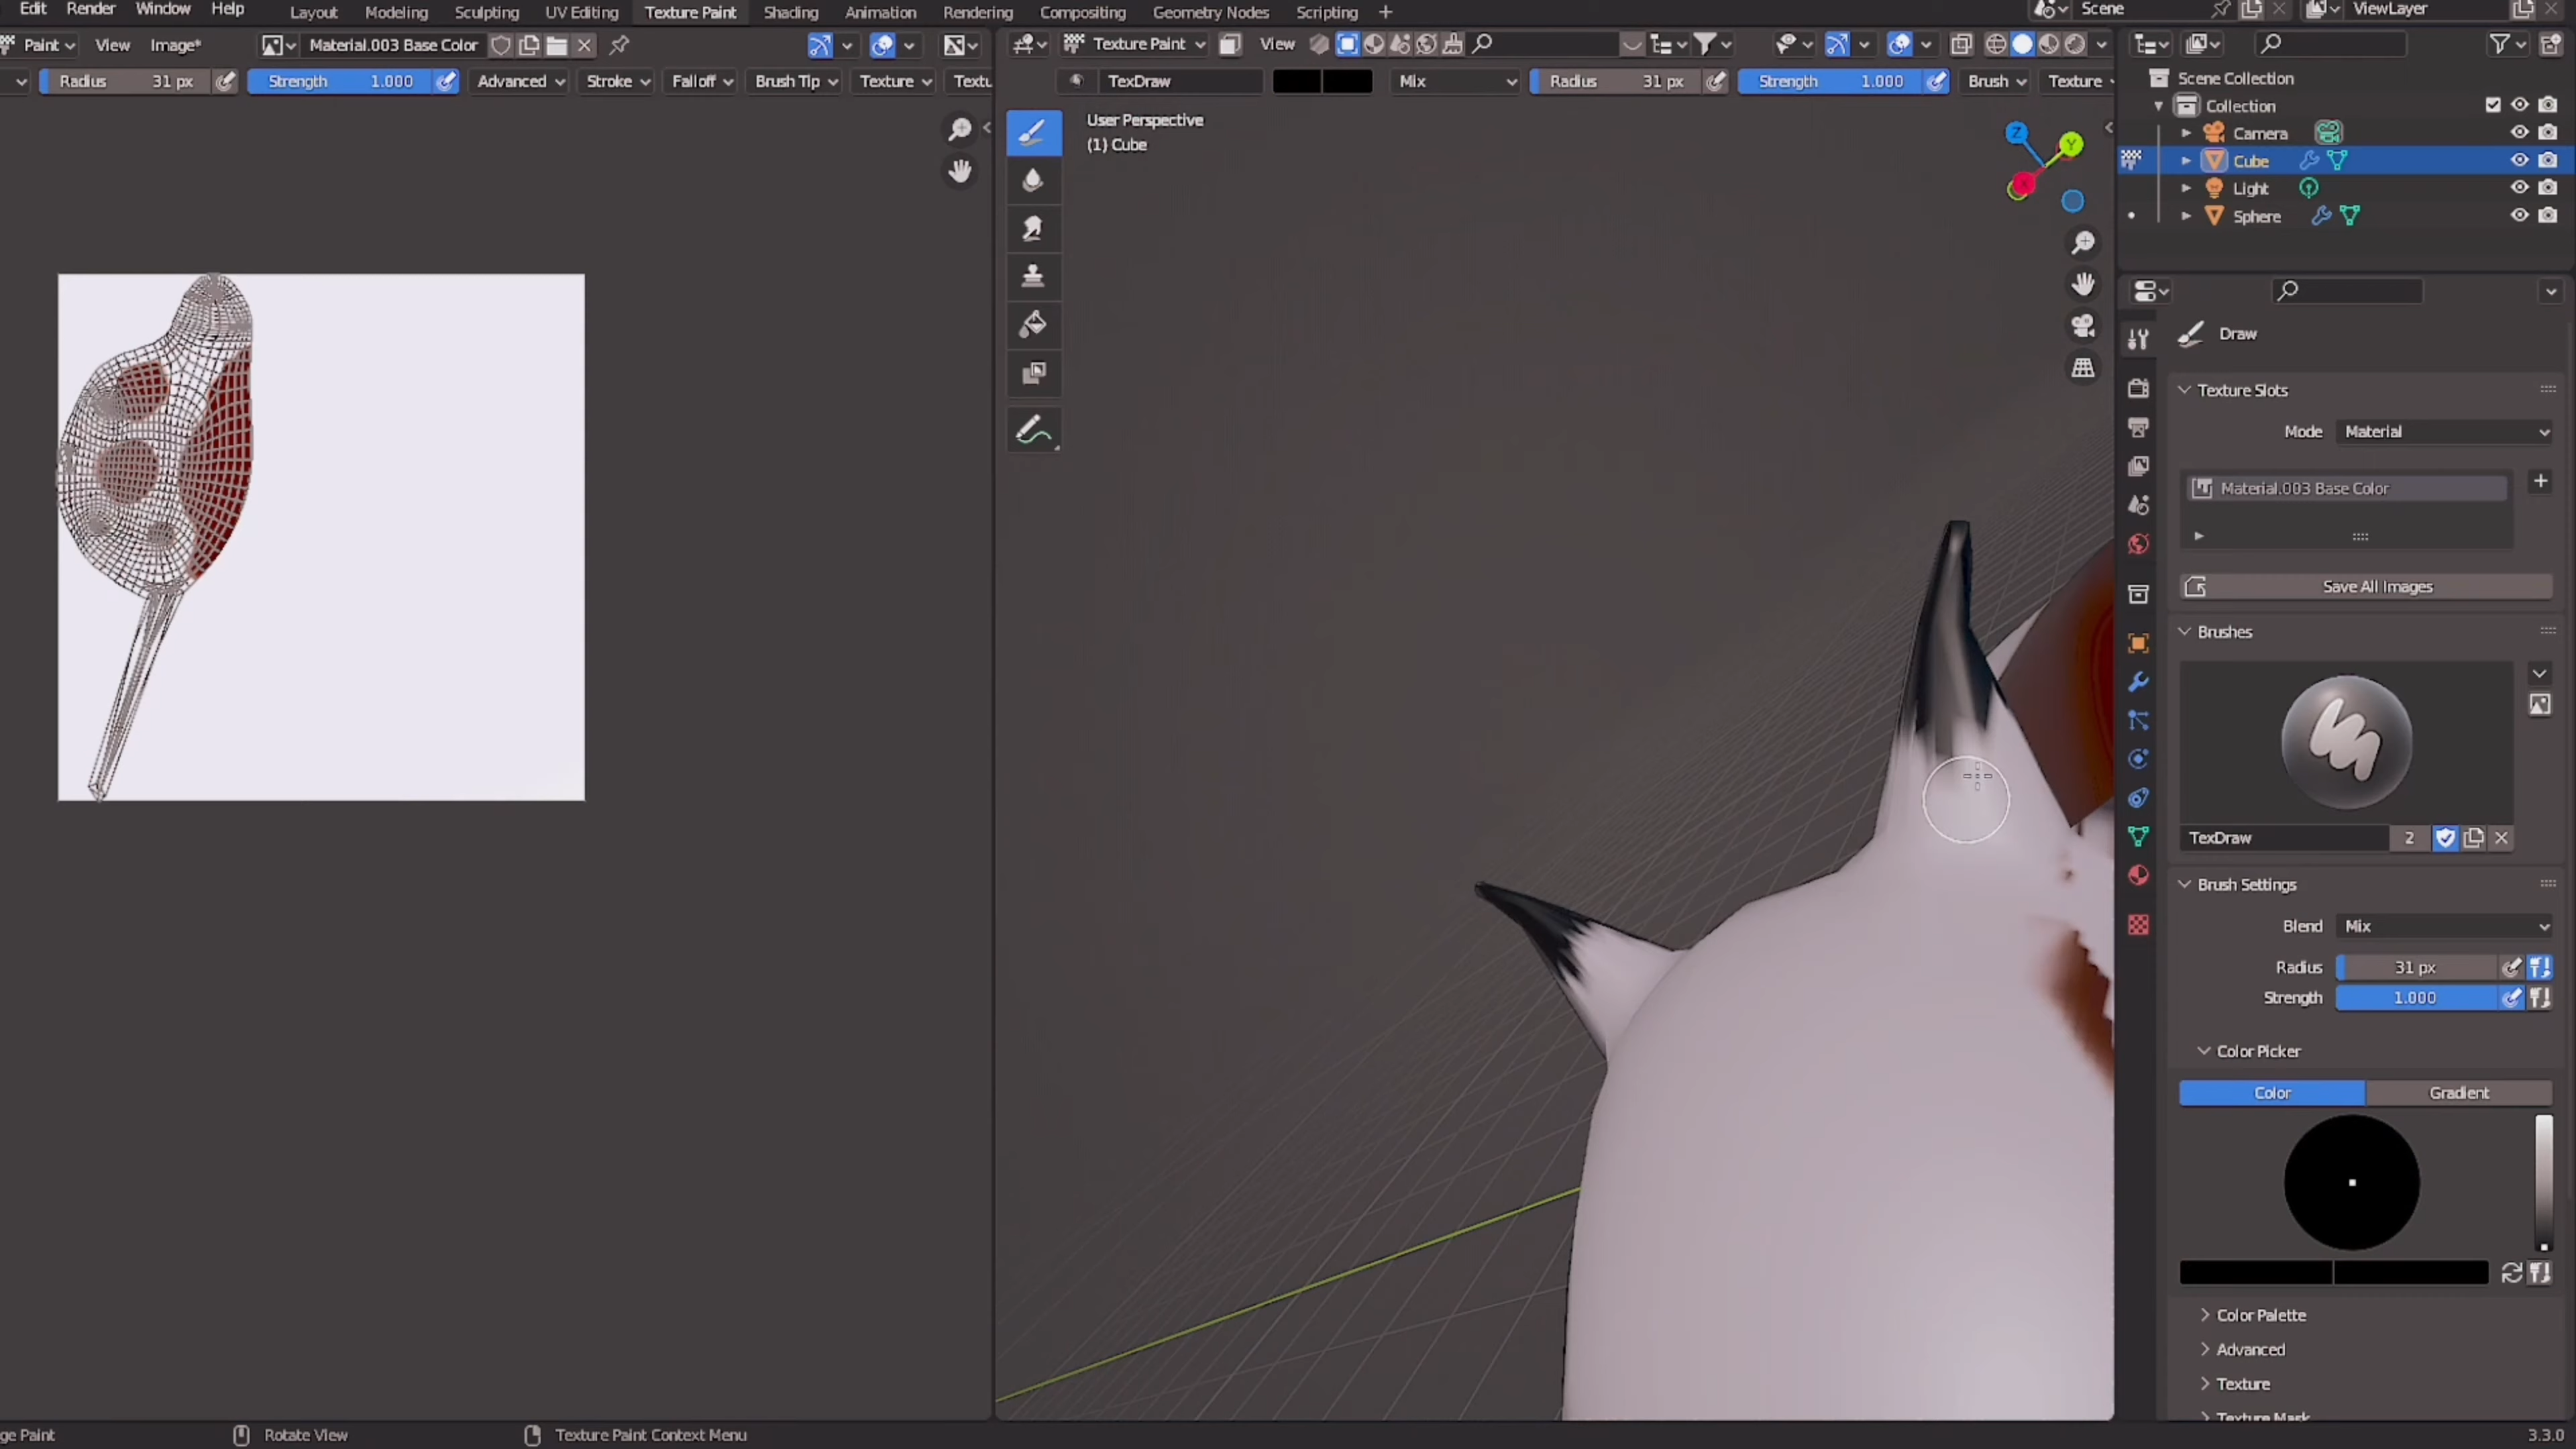 Edit Render Window Help Layout Modeling Sculpting UV Editing Texture Paint Shading Animation Rendering Compositing Geometry Nodes Scripting + Scene ViewLayer
Paint View Image* Material.003 Base Color Texture Paint View
Radius 31 px Strength 1.000 Advanced Stroke Falloff Brush Tip Texture Textu TexDraw Mix Radius 31 px Strength 1.000 Brush Texture
User Perspective
(1) Cube
Z
Y
X
Scene Collection
Collection
Camera
Cube
Light
Sphere
Draw
Texture Slots
Mode Material
Material.003 Base Color
Save All Images
Brushes
TexDraw 2
Brush Settings
Blend Mix
Radius 31 px
Strength 1.000
Color Picker
Color Gradient
Color Palette
Advanced
Texture
Texture Mask
ge Paint Rotate View Texture Paint Context Menu 3.3.0